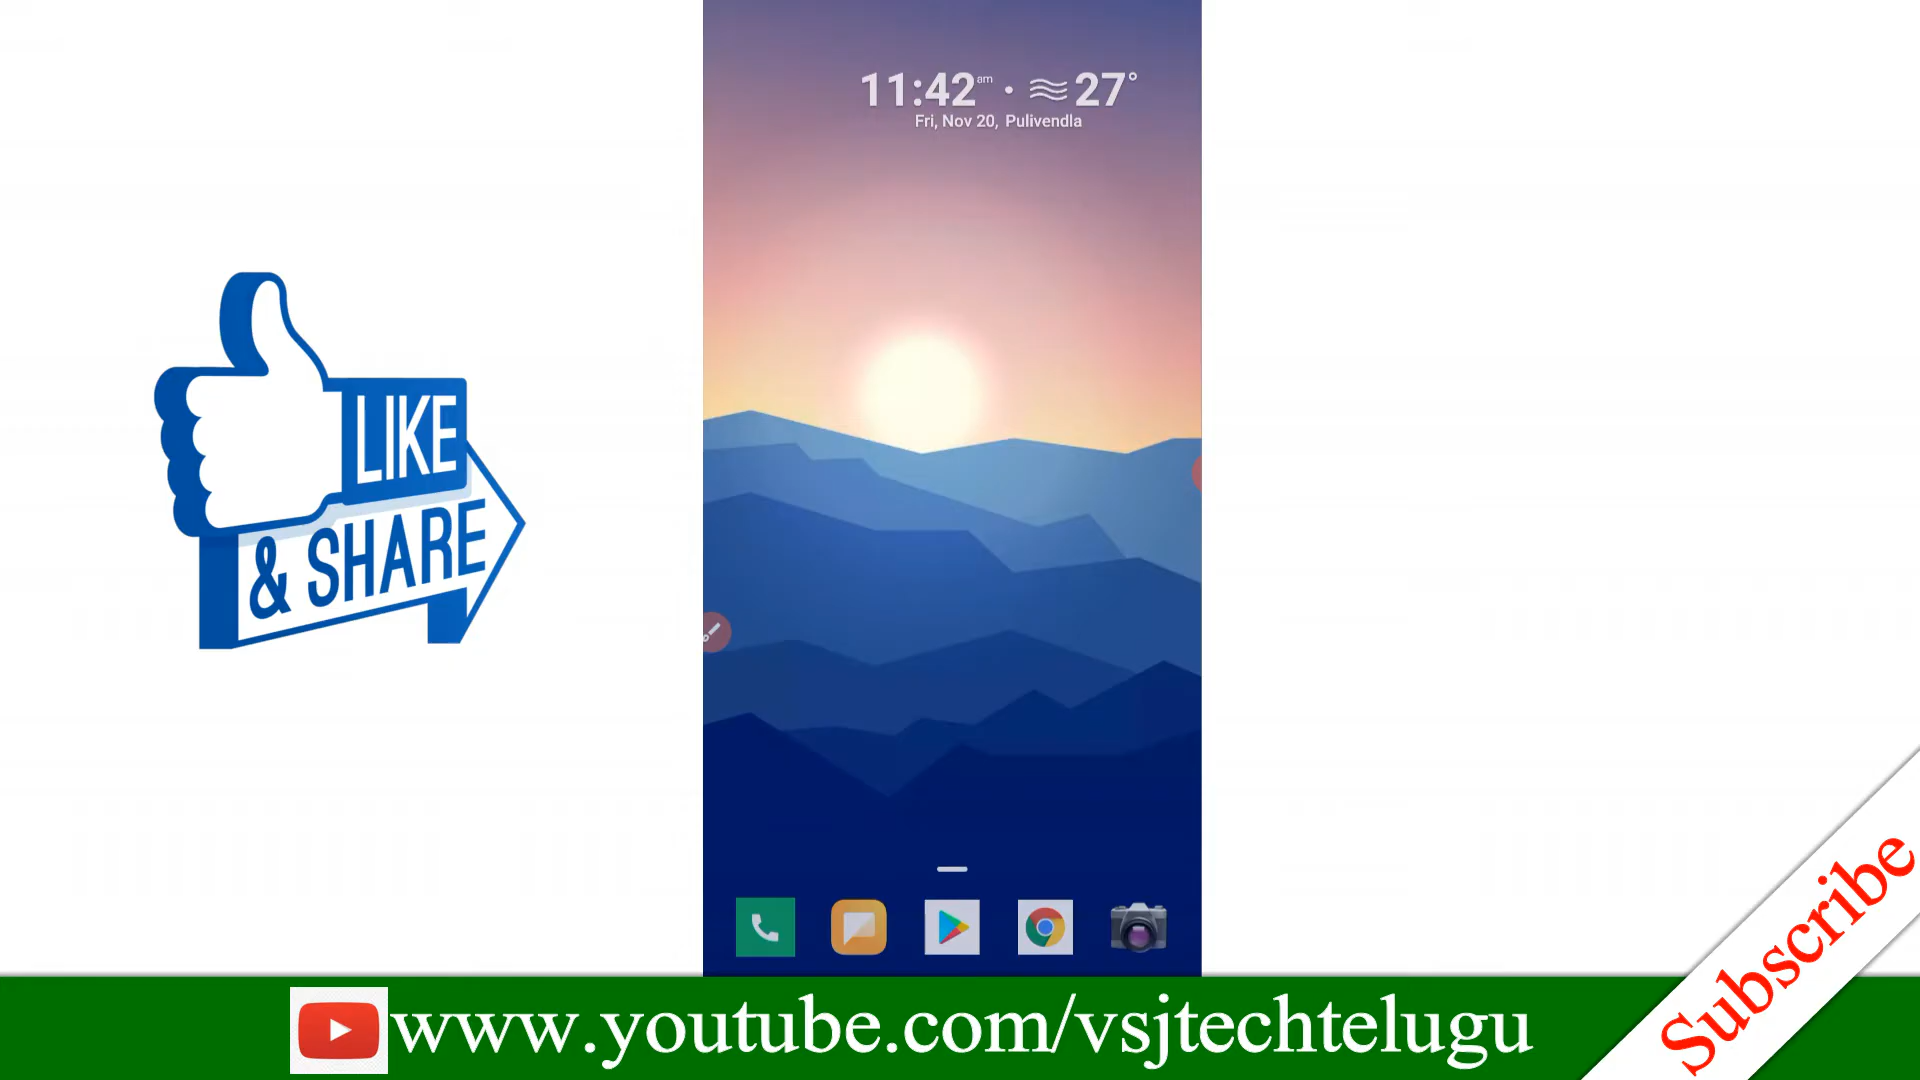 11:42 am · 27°
Fri, Nov 20, Pulivendla
LIKE
& SHARE
Subscribe
www.youtube.com/vsjtechtelugu